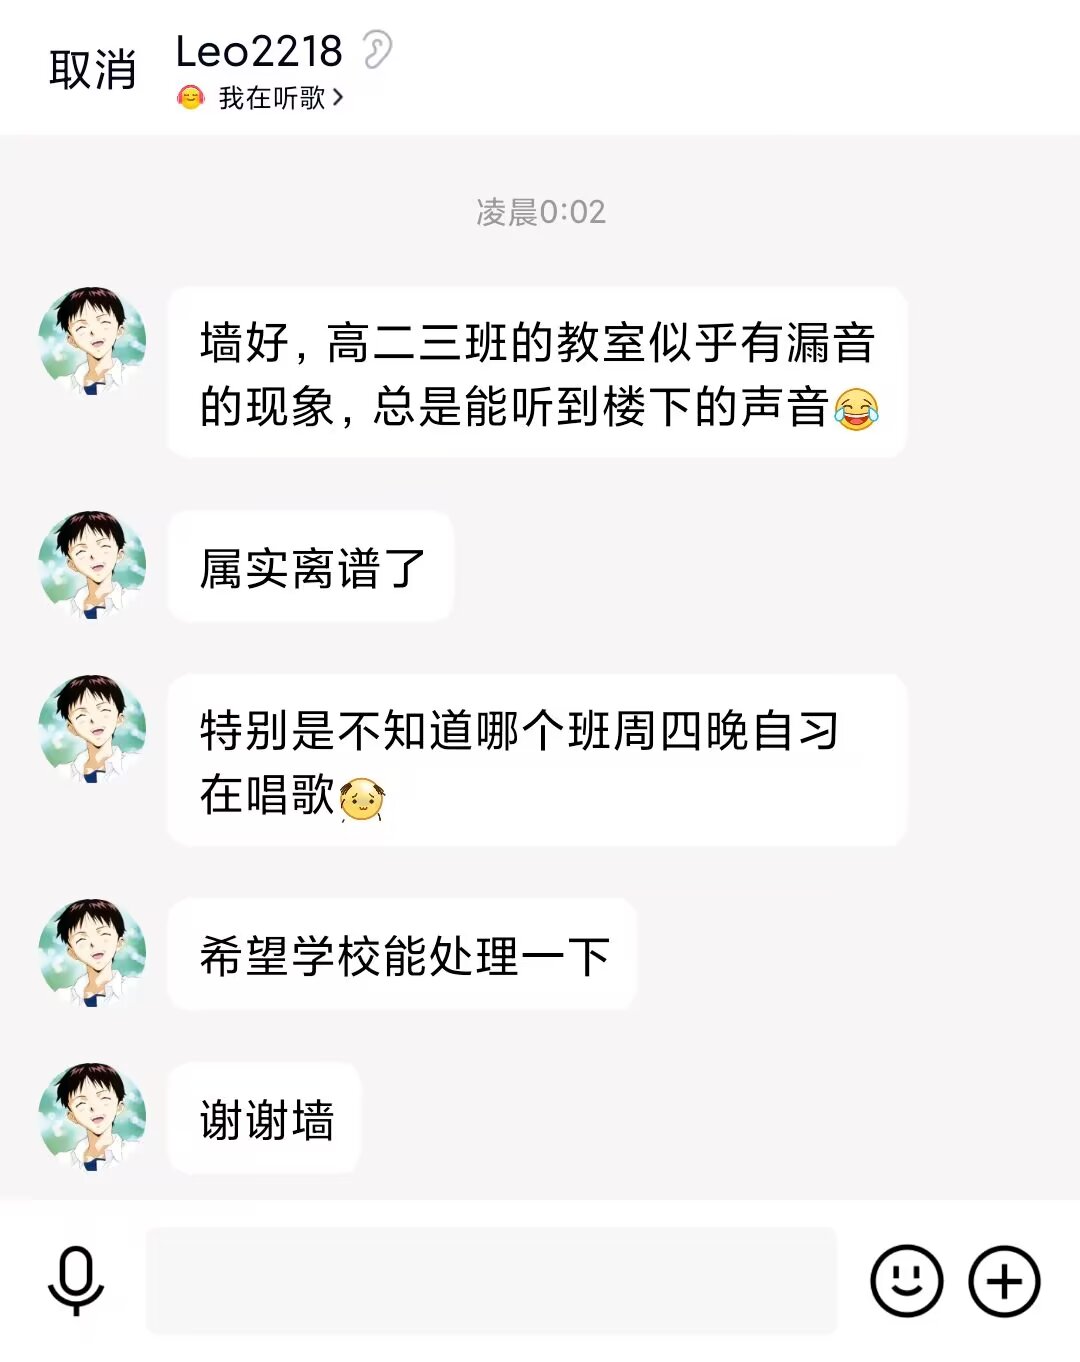 取消
Leo2218
我在听歌
凌晨0:02
墙好，高二三班的教室似乎有漏音
的现象，总是能听到楼下的声音😂
属实离谱了
特别是不知道哪个班周四晚自习
在唱歌
希望学校能处理一下
谢谢墙